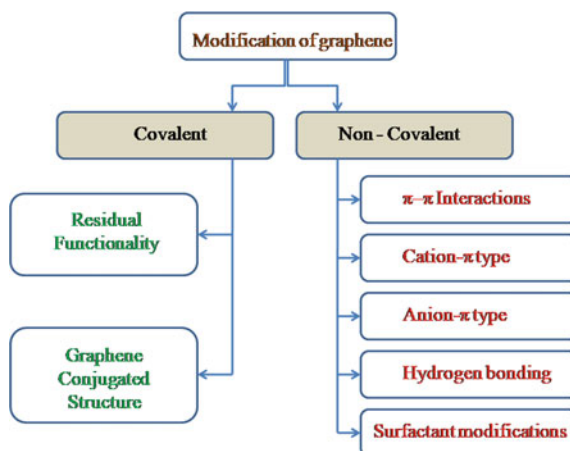 Modification of graphene
Covalent
Non - Covalent
Residual
Functionality
Graphene
Conjugated
Structure
π–π Interactions
Cation-π type
Anion-π type
Hydrogen bonding
Surfactant modifications